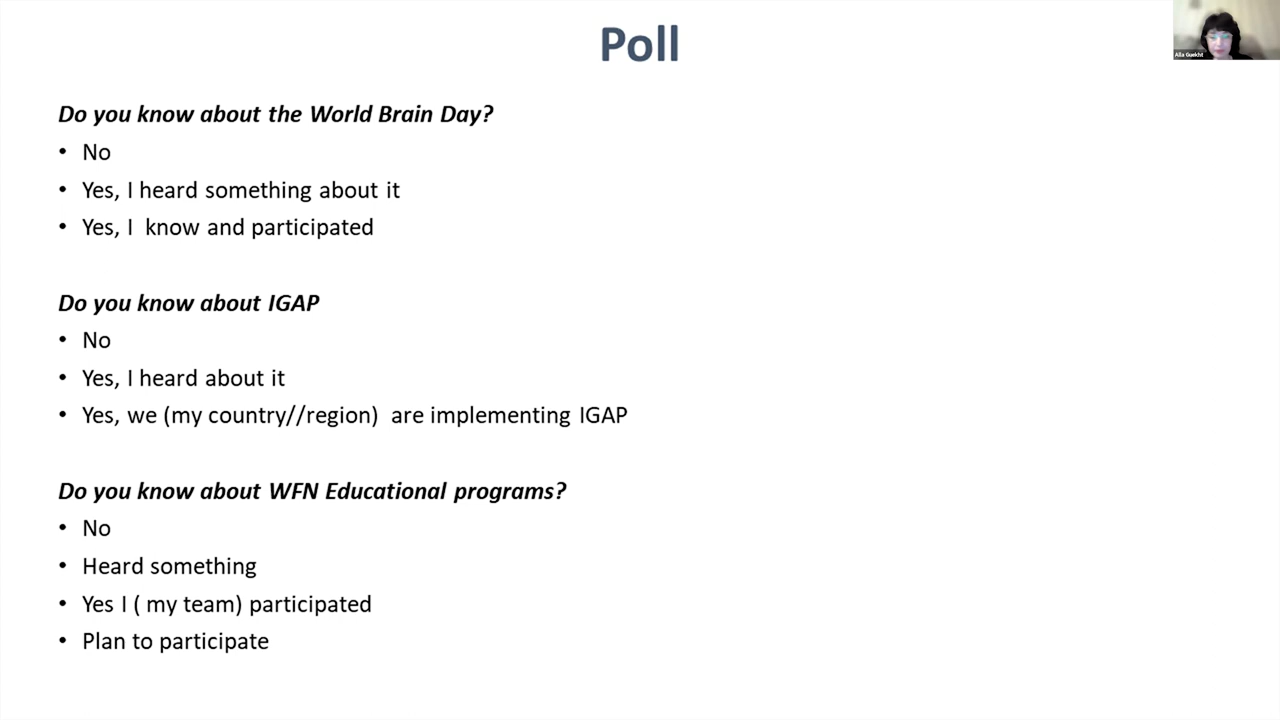 Poll
Alla Guekht
Do you know about the World Brain Day?
• No
• Yes, I heard something about it
• Yes, I  know and participated
Do you know about IGAP
• No
• Yes, I heard about it
• Yes, we (my country//region)  are implementing IGAP
Do you know about WFN Educational programs?
• No
• Heard something
• Yes I ( my team) participated
• Plan to participate